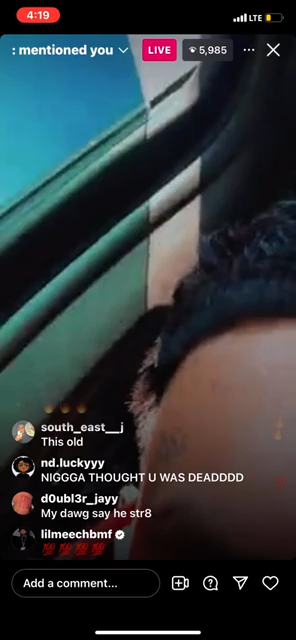 4:19
LTE
: mentioned you
LIVE
5,985
south_east__j
This old
nd.luckyyy
NIGGGA THOUGHT U WAS DEADDDD
d0ubl3r_jayy
My dawg say he str8
lilmeechbmf
💯💯💯💯
Add a comment...